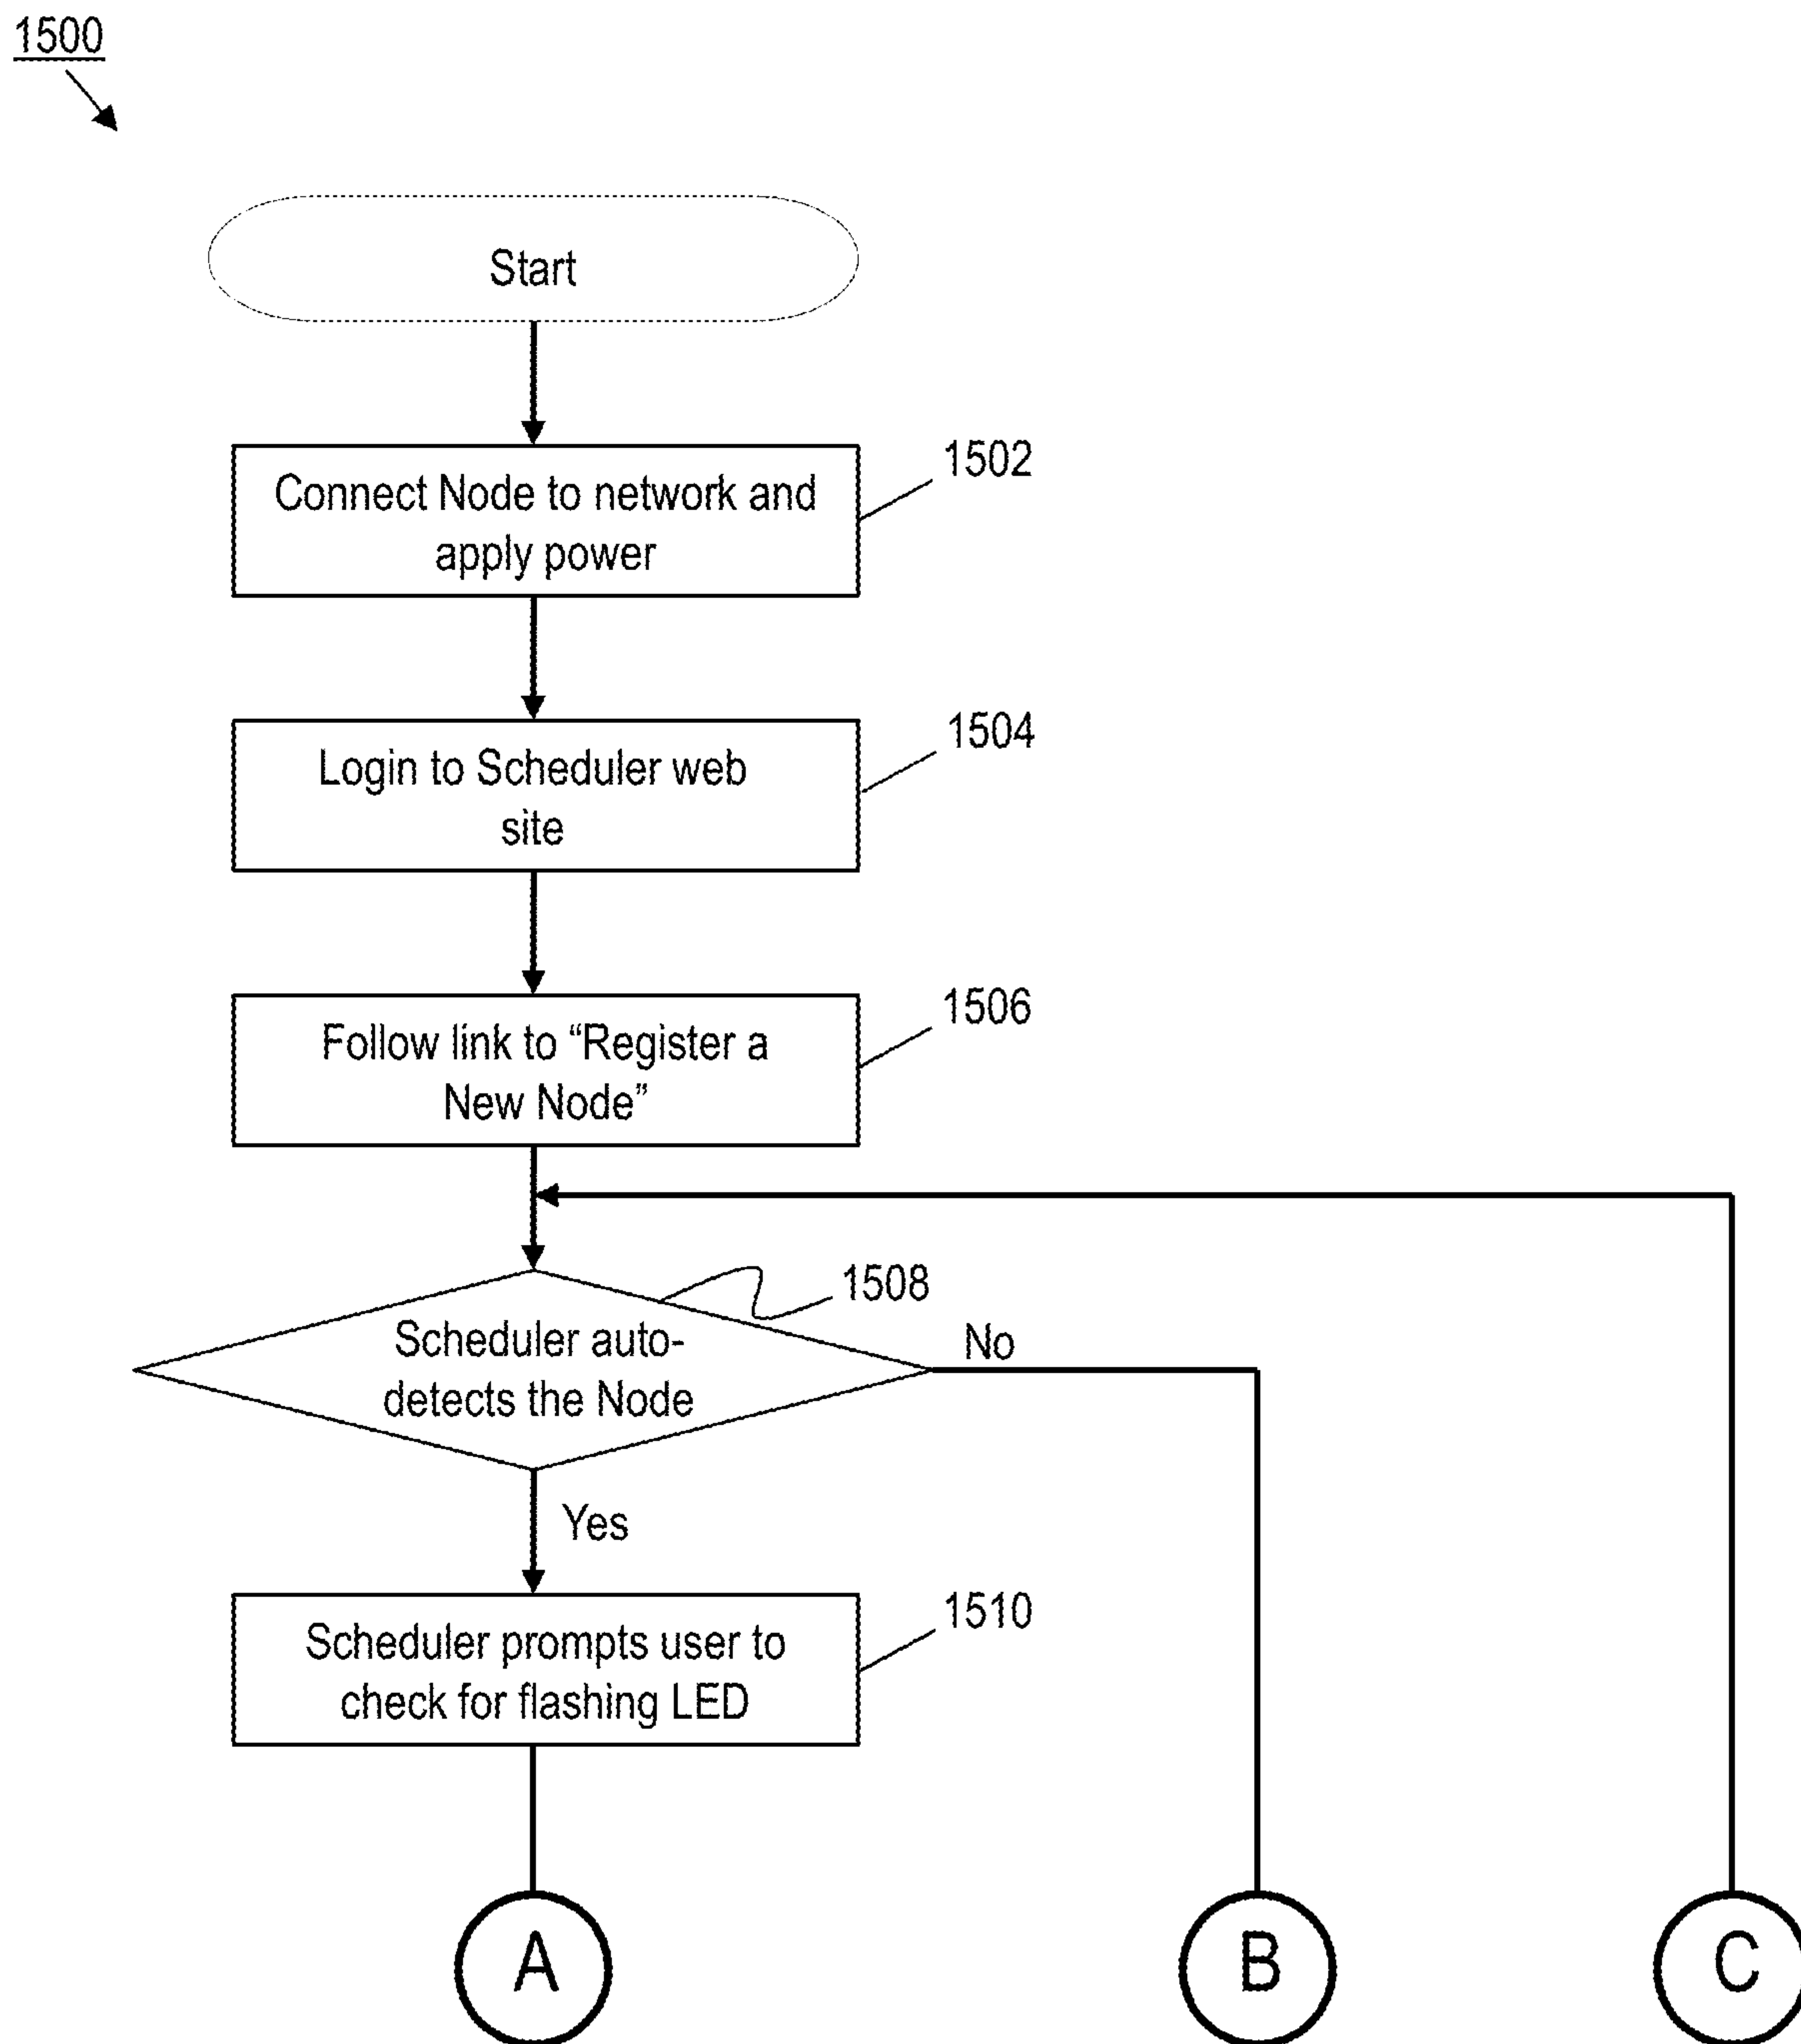 1500
Start
Connect Node to network and
apply power
1502
Login to Scheduler web
site
1504
Follow link to “Register a
New Node”
1506
Scheduler auto-
detects the Node
1508
No
Yes
Scheduler prompts user to
check for flashing LED
1510
A
B
C